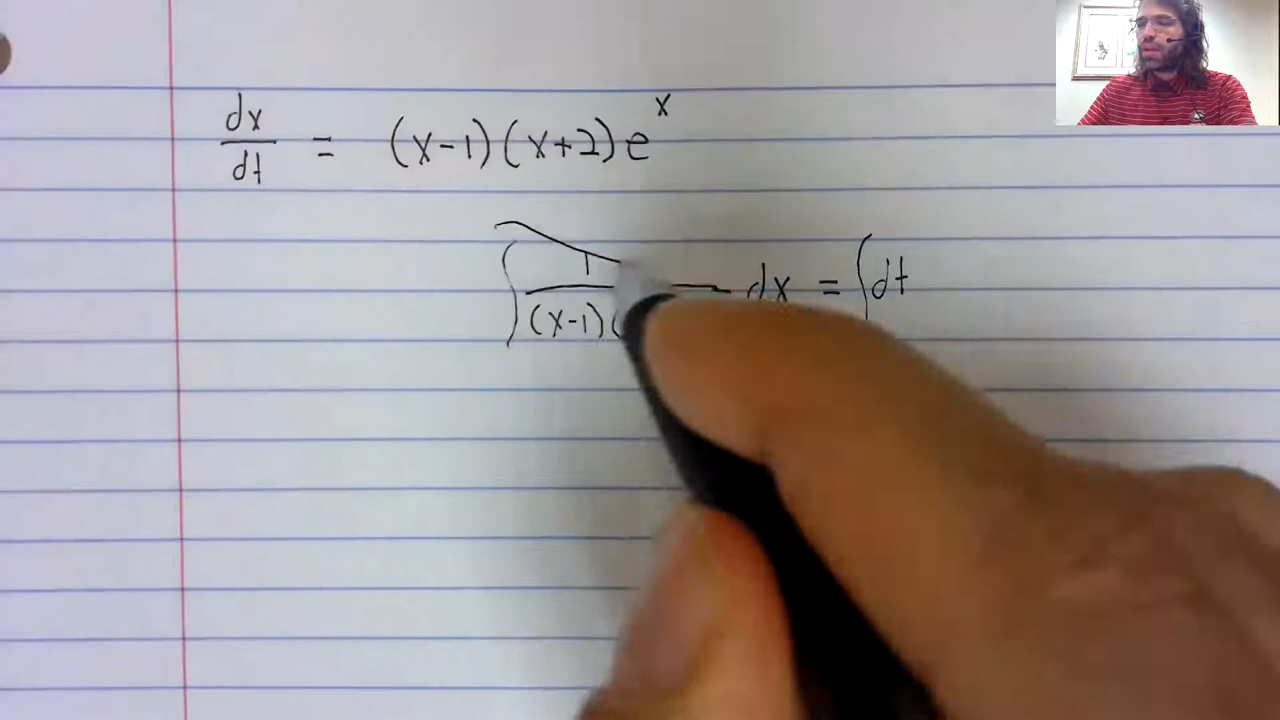 dx/dt = (x-1)(x+2)e^x
∫ 1/(x-1)( dx = ∫dt